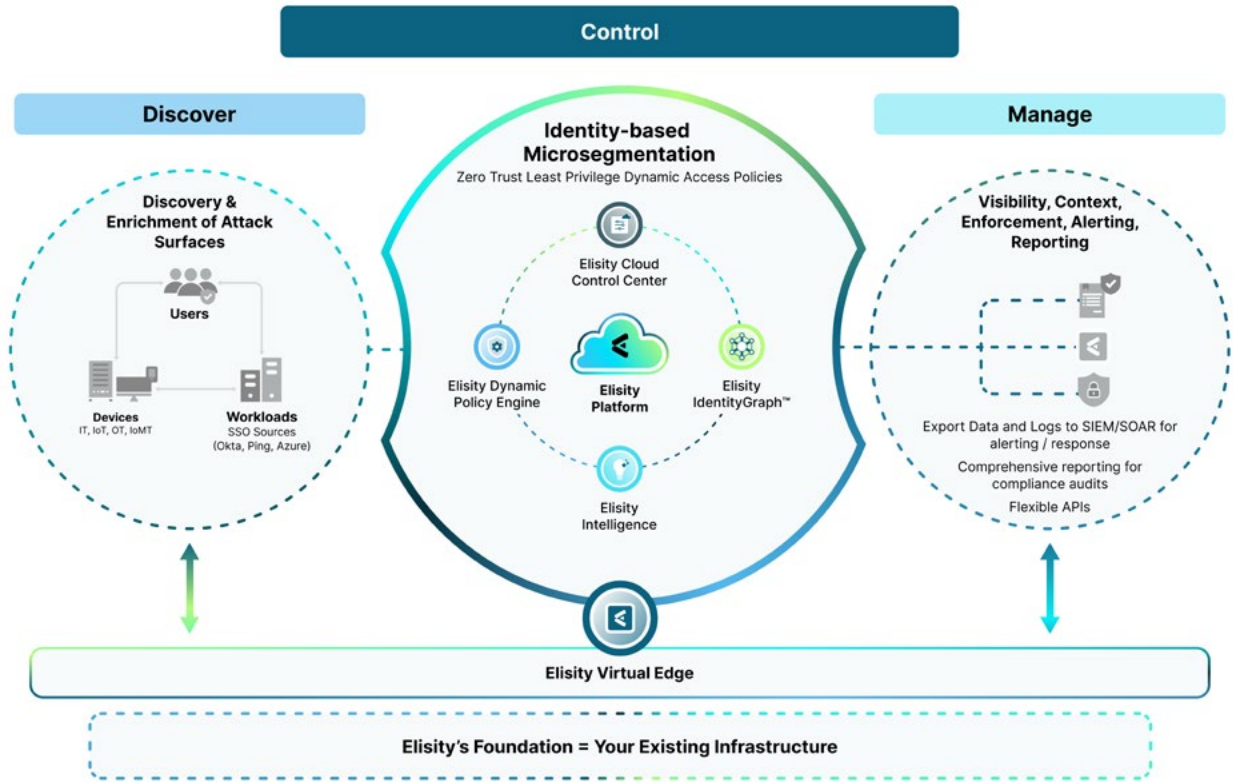 Control
Discover
Discovery &
Enrichment of Attack
Surfaces
Users
Devices
IT, IoT, OT, IoMT
Workloads
SSO Sources
(Okta, Ping, Azure)
Identity-based
Microsegmentation
Zero Trust Least Privilege Dynamic Access Policies
Elisity Cloud
Control Center
Elisity Dynamic
Policy Engine
Elisity
Platform
Elisity
IdentityGraph™
Elisity
Intelligence
Manage
Visibility, Context,
Enforcement, Alerting,
Reporting
Export Data and Logs to SIEM/SOAR for
alerting / response
Comprehensive reporting for
compliance audits
Flexible APIs
Elisity Virtual Edge
Elisity’s Foundation = Your Existing Infrastructure